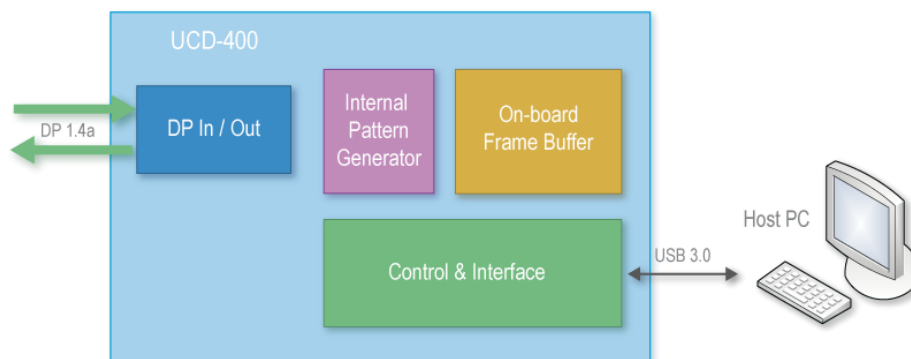 UCD-400
DP In / Out
DP 1.4a
Internal
Pattern
Generator
On-board
Frame Buffer
Control & Interface
USB 3.0
Host PC